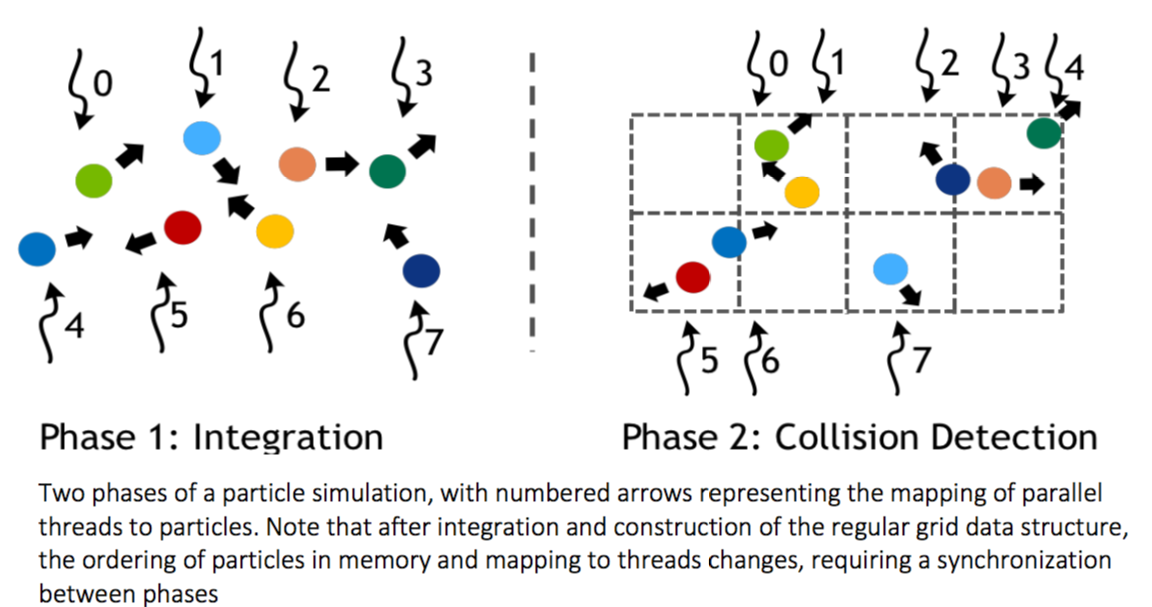 0 1 2 3
4 5 6 7
0 1 2 3 4
5 6 7
Phase 1: Integration
Phase 2: Collision Detection
Two phases of a particle simulation, with numbered arrows representing the mapping of parallel
threads to particles. Note that after integration and construction of the regular grid data structure,
the ordering of particles in memory and mapping to threads changes, requiring a synchronization
between phases